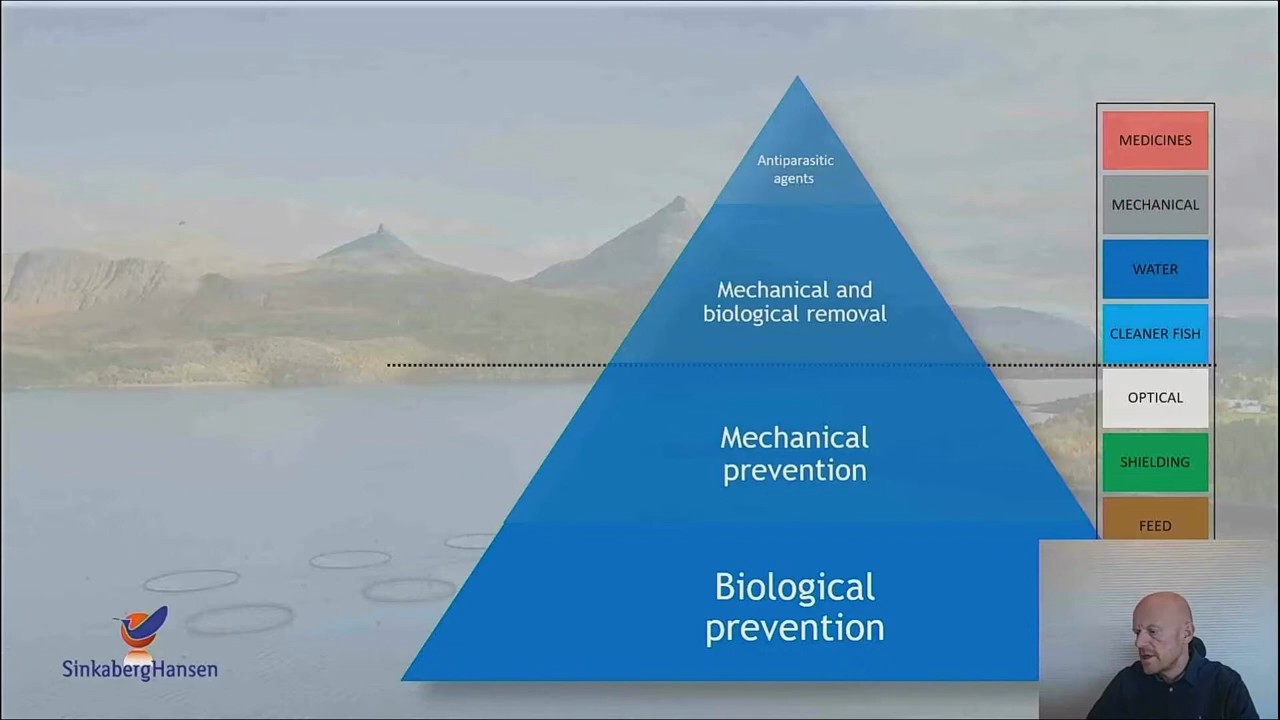 Antiparasitic
agents
Mechanical and
biological removal
Mechanical
prevention
Biological
prevention
MEDICINES
MECHANICAL
WATER
CLEANER FISH
OPTICAL
SHIELDING
FEED
SinkabergHansen